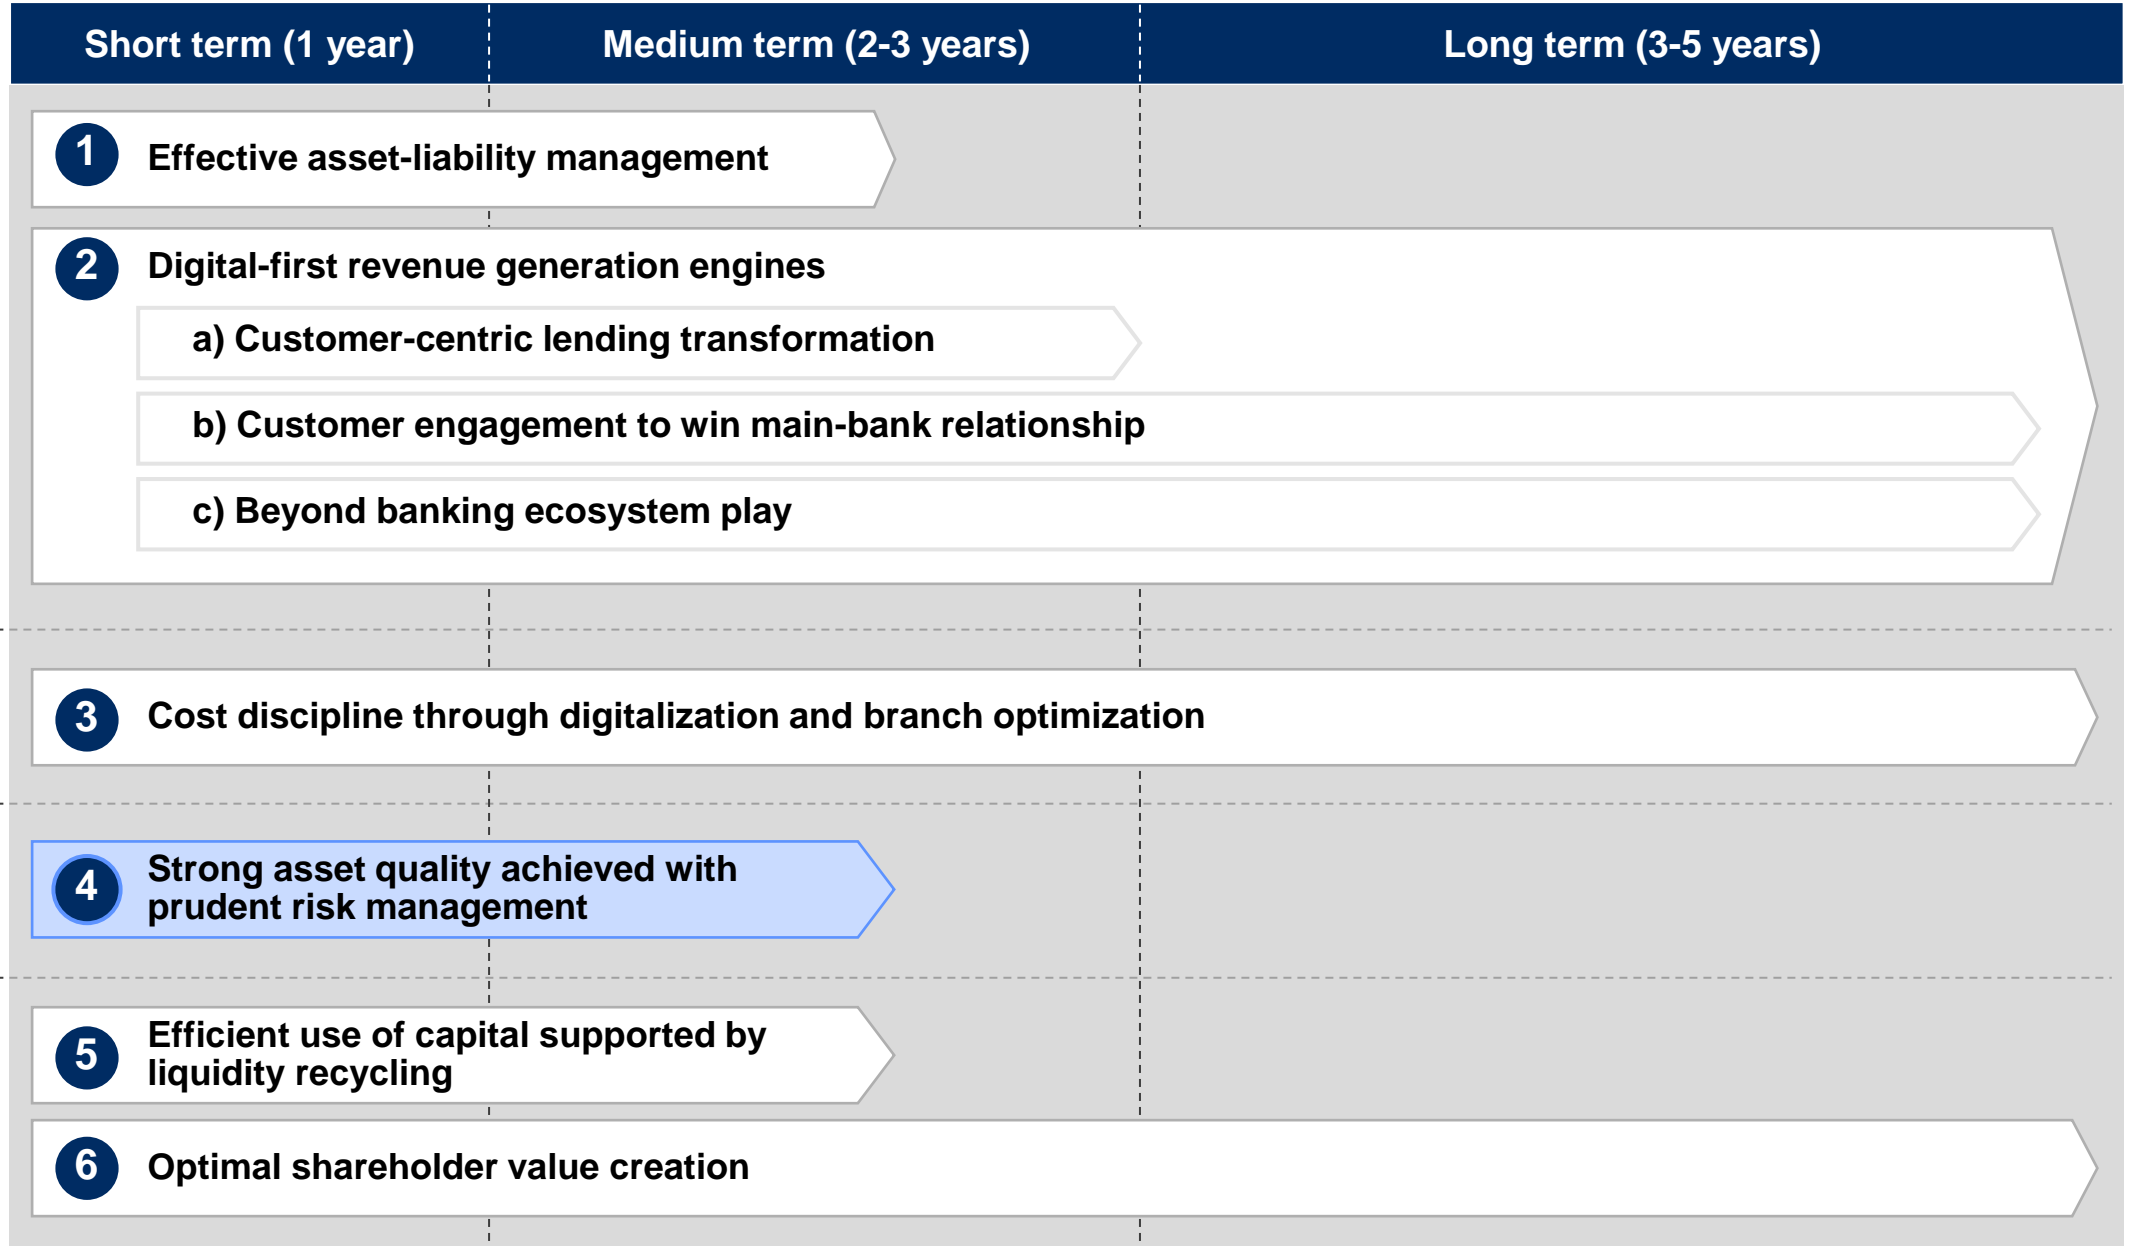 Short term (1 year)
Medium term (2-3 years)
Long term (3-5 years)
1
Effective asset-liability management
2
Digital-first revenue generation engines
a) Customer-centric lending transformation
b) Customer engagement to win main-bank relationship
c) Beyond banking ecosystem play
3
Cost discipline through digitalization and branch optimization
4
Strong asset quality achieved with
prudent risk management
5
Efficient use of capital supported by
liquidity recycling
6
Optimal shareholder value creation